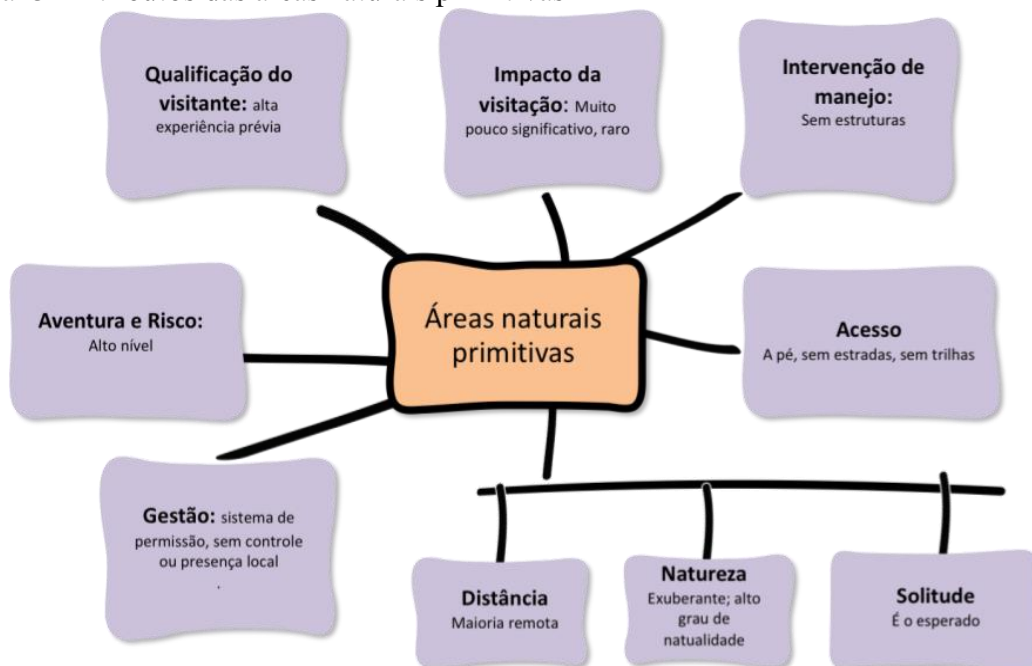 Qualificação do
visitante: alta
experiência prévia
Impacto da
visitação: Muito
pouco significativo, raro
Intervenção de
manejo:
Sem estruturas
Aventura e Risco:
Alto nível
Áreas naturais
primitivas
Acesso
A pé, sem estradas, sem trilhas
Gestão: sistema de
permissão, sem controle
ou presença local
.
Distância
Maioria remota
Natureza
Exuberante; alto
grau de
natualidade
Solitude
É o esperado